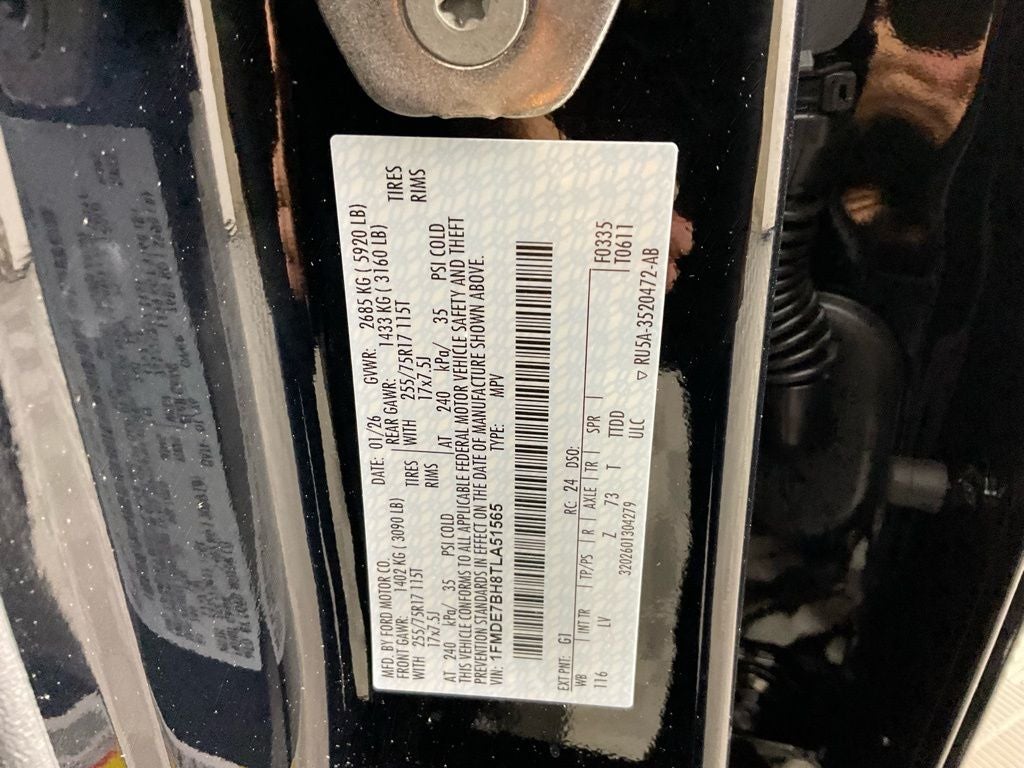 MFD. BY FORD MOTOR CO.
DATE: 01/26 GVWR: 2685 KG ( 5920 LB)
FRONT GAWR: 1402 KG ( 3090 LB) REAR GAWR: 1433 KG ( 3160 LB)
WITH 255/75R17 115T TIRES WITH 255/75R17 115T TIRES
17x7.5J RIMS 17x7.5J RIMS
AT 240 kPa/ 35 PSI COLD AT 240 kPa/ 35 PSI COLD
THIS VEHICLE CONFORMS TO ALL APPLICABLE FEDERAL MOTOR VEHICLE SAFETY AND THEFT
PREVENTION STANDARDS IN EFFECT ON THE DATE OF MANUFACTURE SHOWN ABOVE.
VIN: 1FMDE7BH8TLA51565 TYPE: MPV
F0335
T0611
EXT PNT: G1 RC: 24 DSO:
WB INT TR TP/PS R AXLE TR SPR
116 LV Z 73 T TTDD
ULC
3202601304279
▽ RU5A-3520472-AB